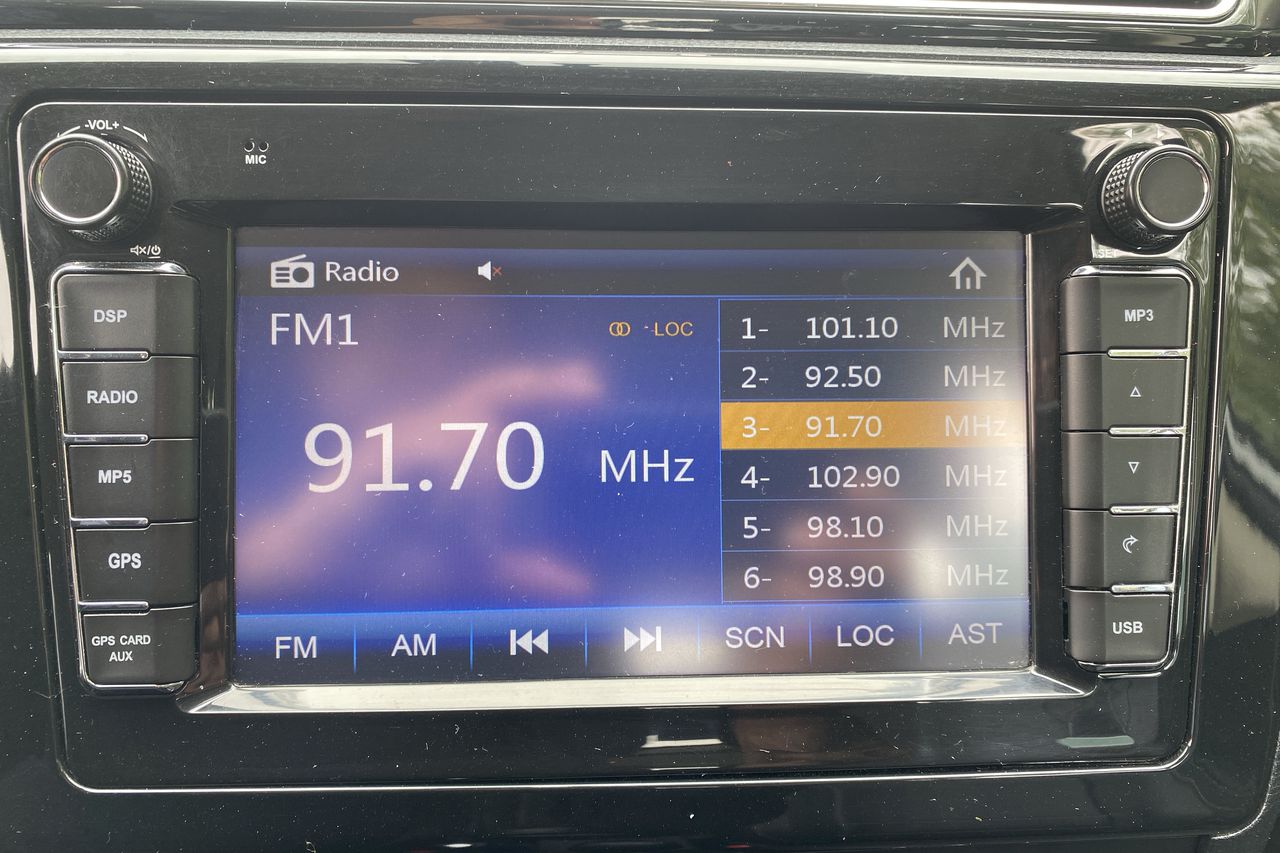 -VOL+
MIC
DSP
RADIO
MP5
GPS
GPS CARD
AUX
Radio
FM1
LOC
91.70 MHz
1- 101.10 MHz
2- 92.50 MHz
3- 91.70 MHz
4- 102.90 MHz
5- 98.10 MHz
6- 98.90 MHz
FM AM SCN LOC AST
SET
MP3
USB